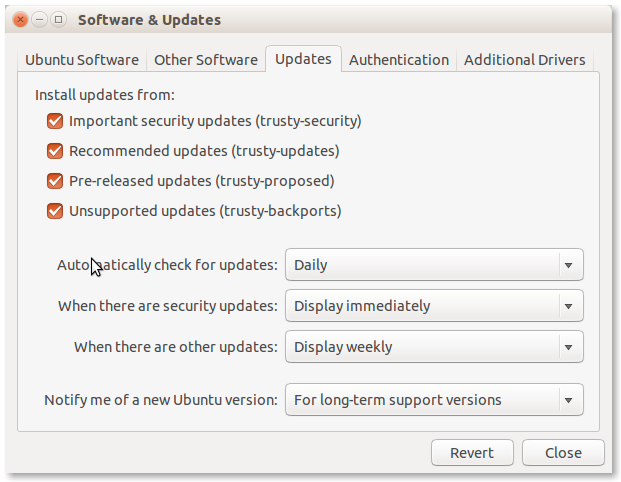 Software & Updates
Ubuntu Software Other Software Updates Authentication Additional Drivers
Install updates from:
Important security updates (trusty-security)
Recommended updates (trusty-updates)
Pre-released updates (trusty-proposed)
Unsupported updates (trusty-backports)
Automatically check for updates: Daily
When there are security updates: Display immediately
When there are other updates: Display weekly
Notify me of a new Ubuntu version: For long-term support versions
Revert Close